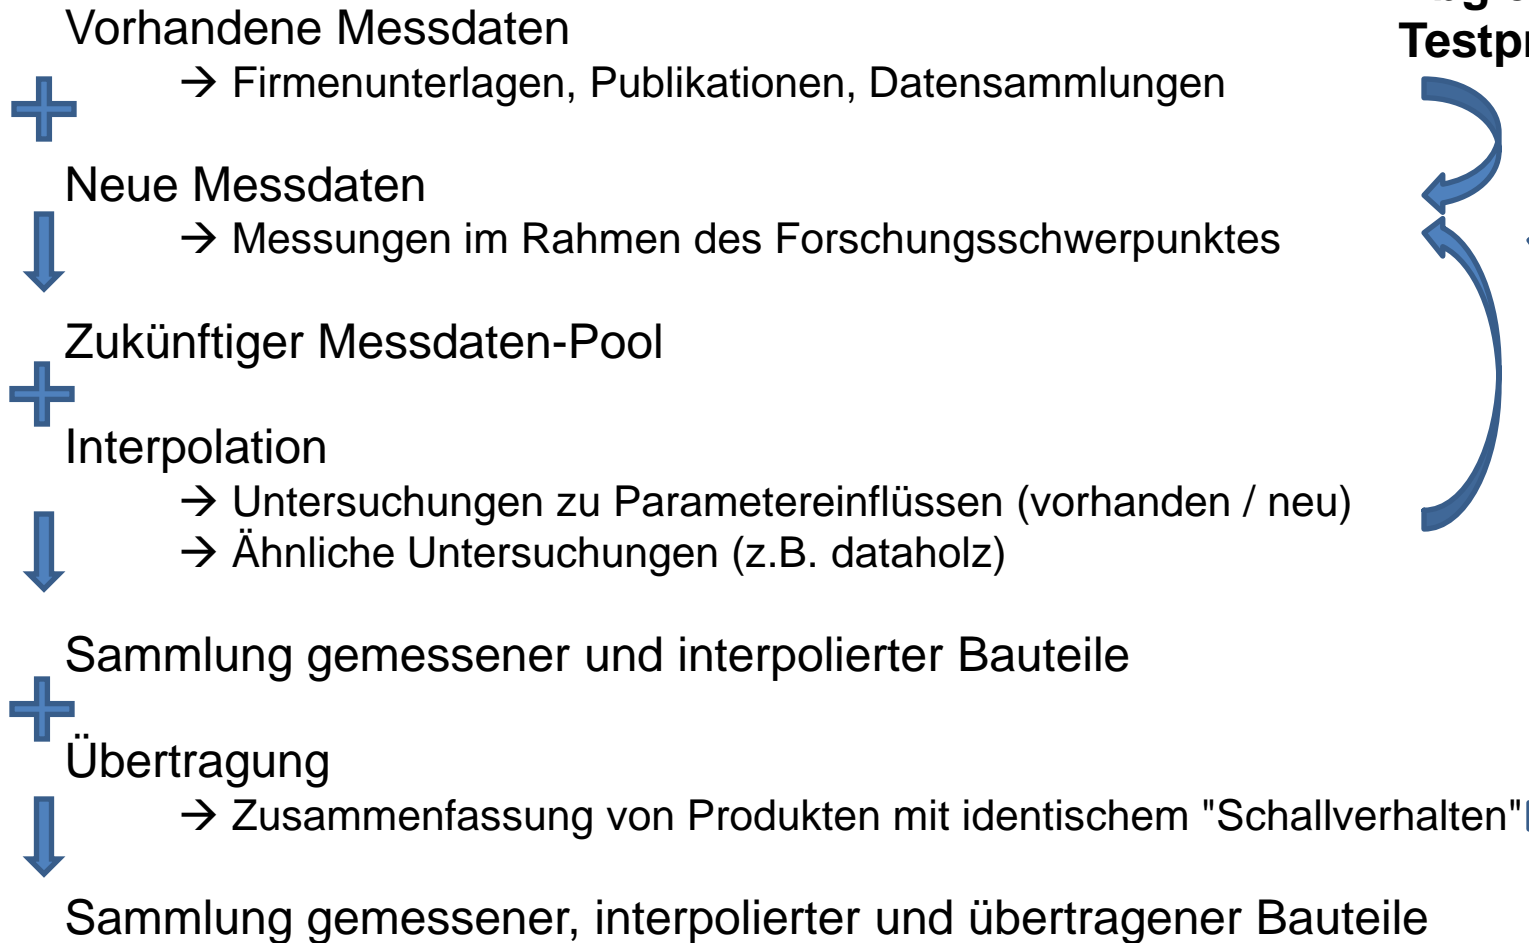 Vorhandene Messdaten
→ Firmenunterlagen, Publikationen, Datensammlungen
Neue Messdaten
→ Messungen im Rahmen des Forschungsschwerpunktes
Zukünftiger Messdaten-Pool
Interpolation
→ Untersuchungen zu Parametereinflüssen (vorhanden / neu)
→ Ähnliche Untersuchungen (z.B. dataholz)
Sammlung gemessener und interpolierter Bauteile
Übertragung
→ Zusammenfassung von Produkten mit identischem "Schallverhalten"
Sammlung gemessener, interpolierter und übertragener Bauteile